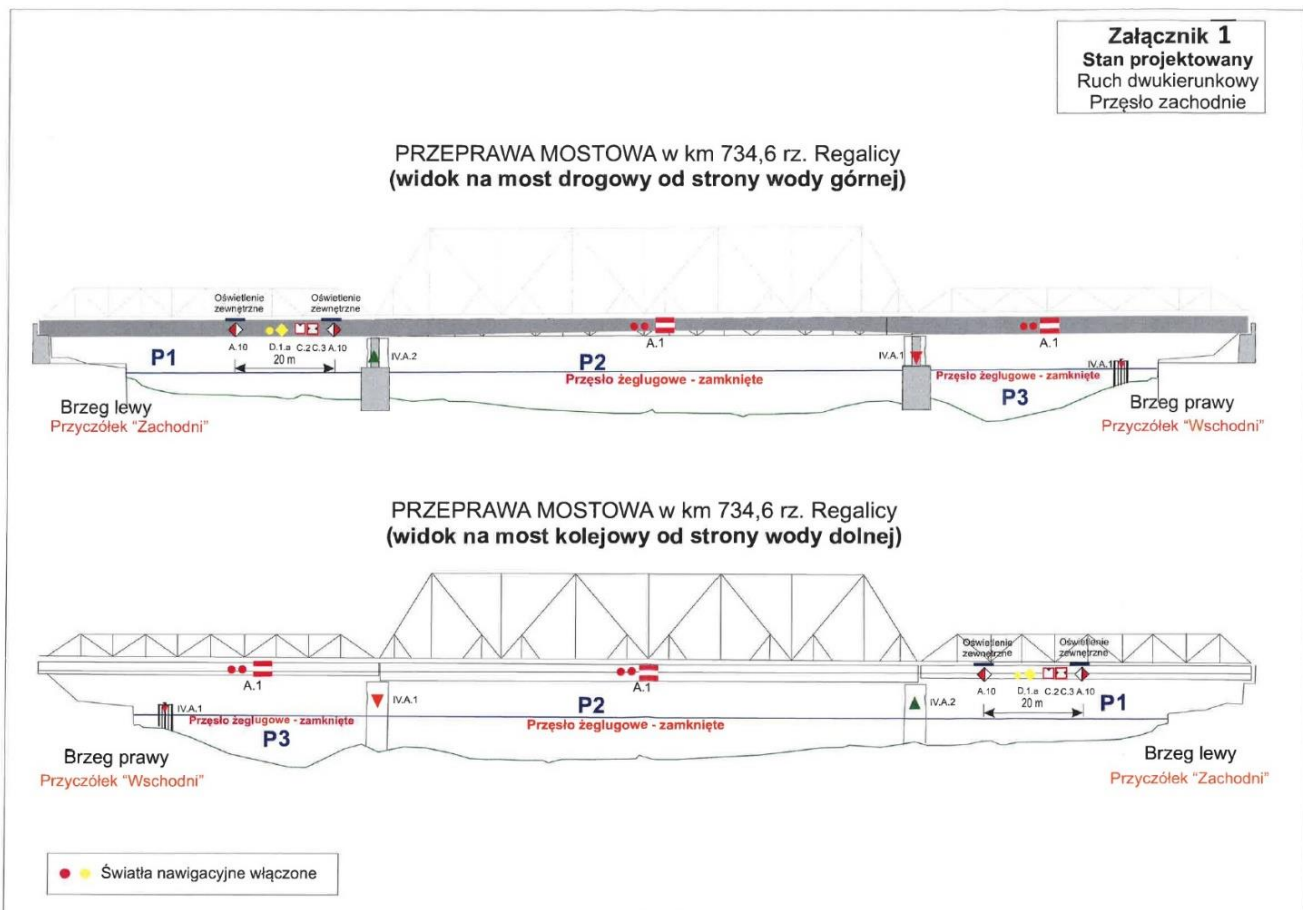 Załącznik 1
Stan projektowany
Ruch dwukierunkowy
Przęsło zachodnie
PRZEPRAWA MOSTOWA w km 734,6 rz. Regalicy
(widok na most drogowy od strony wody górnej)
Oświetlenie zewnętrzne
Oświetlenie zewnętrzne
A.10 D.1.a C.2 C.3 A.10
20 m
A.1
A.1
P1
IV.A.2
P2
IV.A.1
IV.A.1
Przęsło żeglugowe - zamknięte
Przęsło żeglugowe - zamknięte
P3
Brzeg lewy
Przyczółek "Zachodni"
Brzeg prawy
Przyczółek "Wschodni"
PRZEPRAWA MOSTOWA w km 734,6 rz. Regalicy
(widok na most kolejowy od strony wody dolnej)
Oświetlenie zewnętrzne
Oświetlenie zewnętrzne
A.1
A.1
A.10 D.1.a C.2 C.3 A.10
20 m
IV.A.1
IV.A.1
P2
IV.A.2
P1
Przęsło żeglugowe - zamknięte
Przęsło żeglugowe - zamknięte
P3
Brzeg prawy
Przyczółek "Wschodni"
Brzeg lewy
Przyczółek "Zachodni"
Światła nawigacyjne włączone